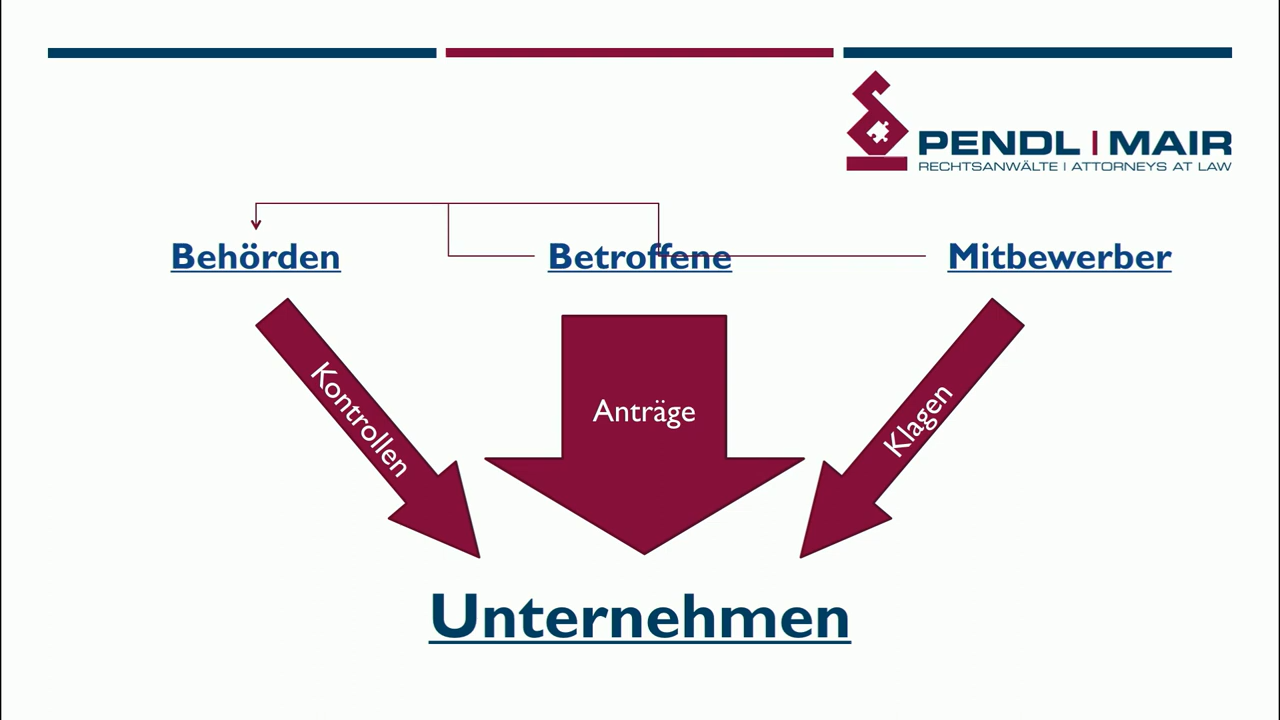 PENDL | MAIR
RECHTSANWÄLTE | ATTORNEYS AT LAW
Behörden
Betroffene
Mitbewerber
Kontrollen
Anträge
Klagen
Unternehmen